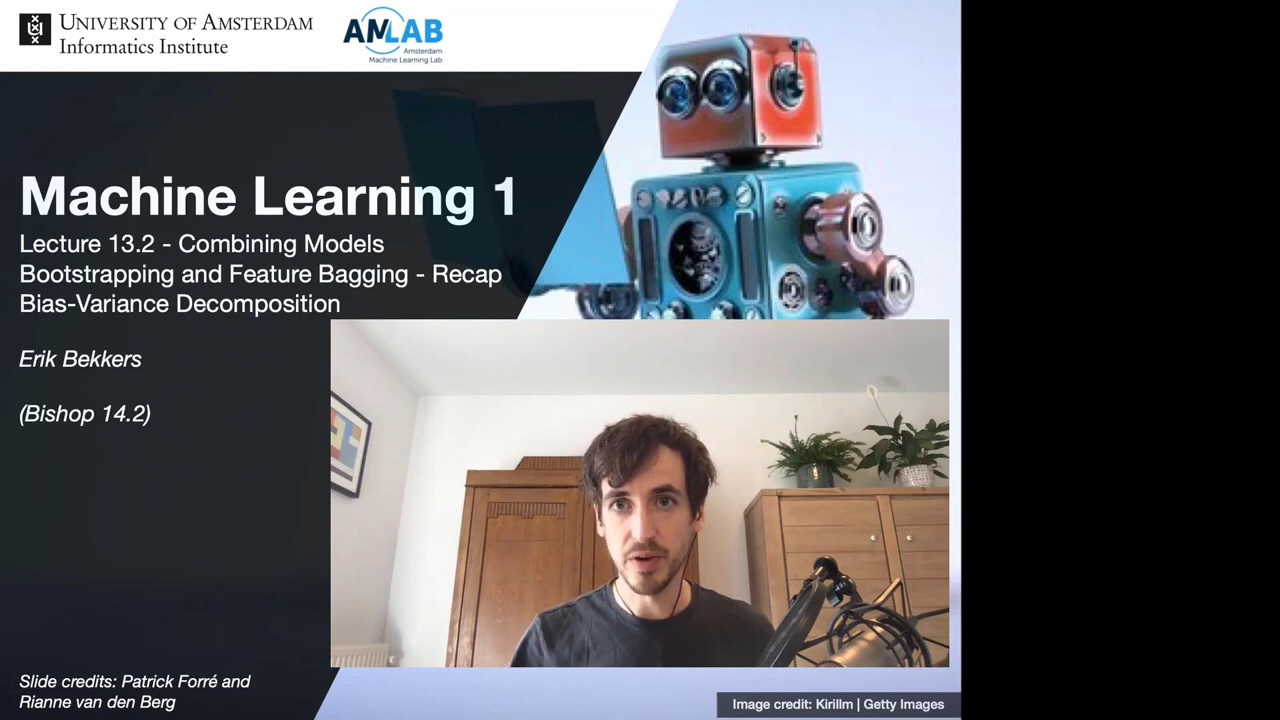 UNIVERSITY OF AMSTERDAM
Informatics Institute
AMLAB
Amsterdam
Machine Learning Lab
Machine Learning 1
Lecture 13.2 - Combining Models
Bootstrapping and Feature Bagging - Recap
Bias-Variance Decomposition
Erik Bekkers
(Bishop 14.2)
Slide credits: Patrick Forré and
Rianne van den Berg
Image credit: Kirillm | Getty Images